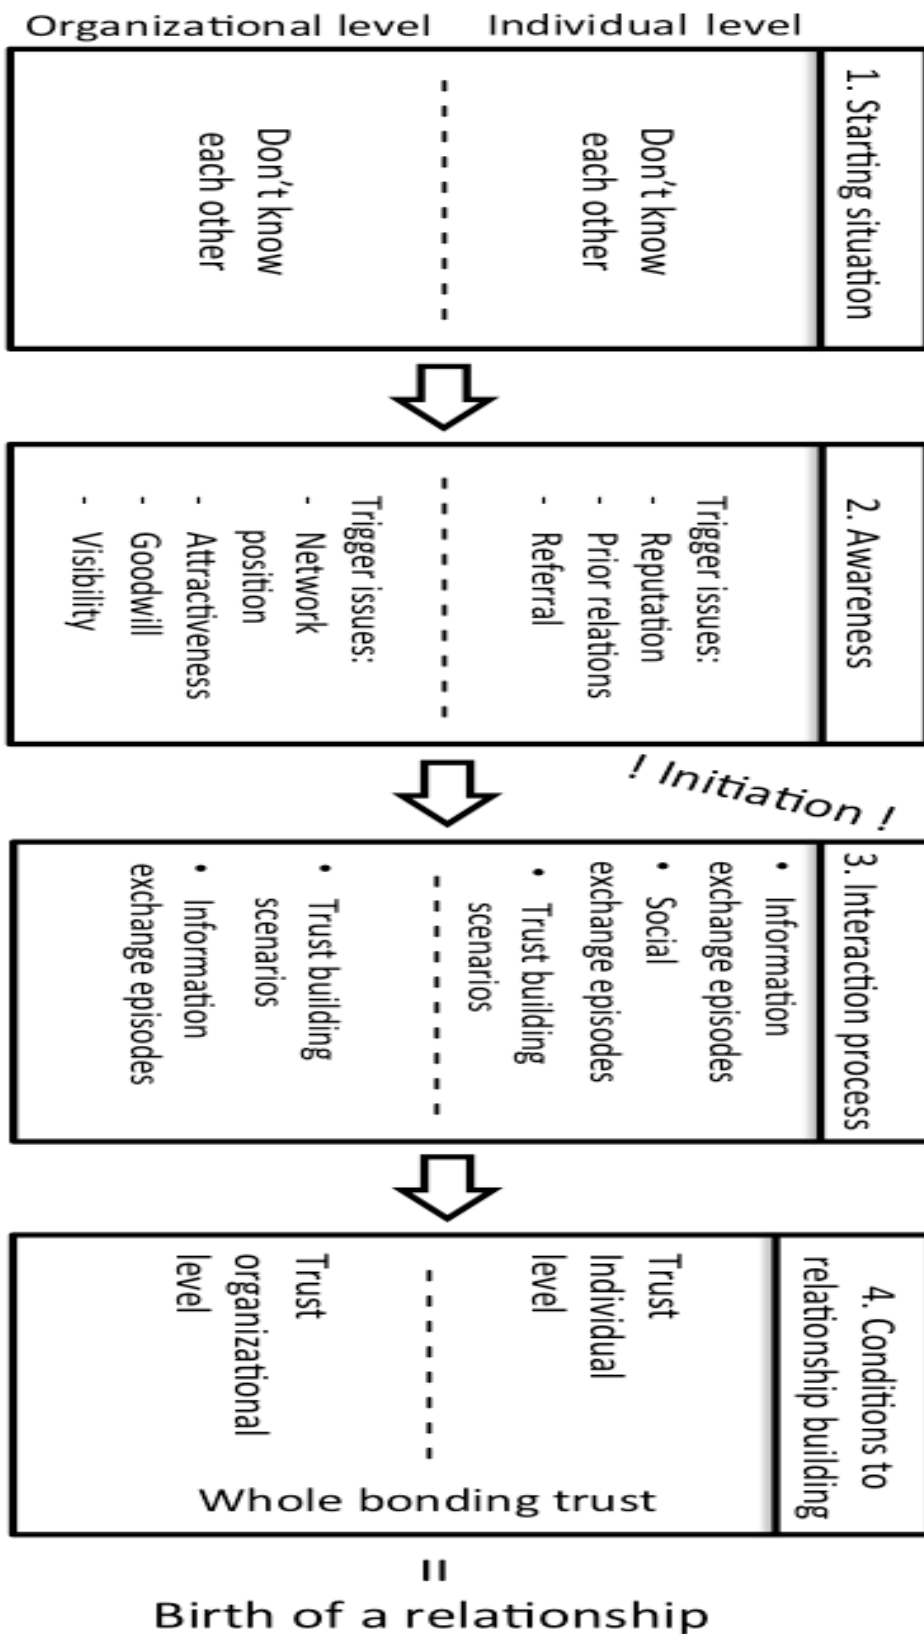 Organizational level
Individual level
1. Starting situation
Don't know
each other
Don't know
each other
2. Awareness
Trigger issues:
- Reputation
- Prior relations
- Referral
Trigger issues:
- Network
position
- Attractiveness
- Goodwill
- Visibility
! Initiation !
3. Interaction process
• Information
exchange episodes
• Social
exchange episodes
• Trust building
scenarios
• Trust building
scenarios
• Information
exchange episodes
4. Conditions to
relationship building
Trust
Individual
level
Trust
organizational
level
Whole bonding trust
=
Birth of a relationship